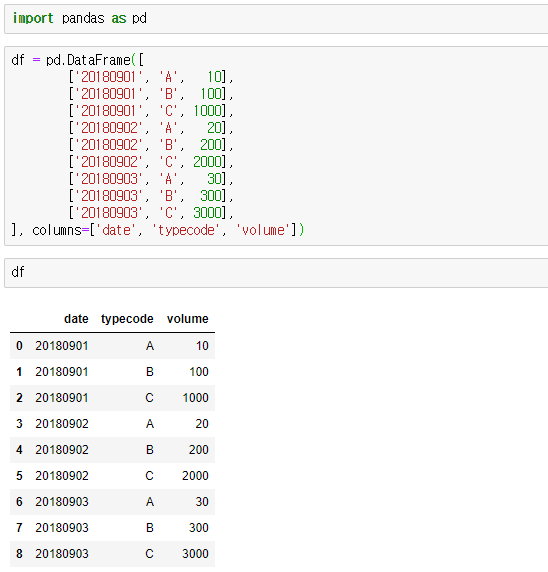 import pandas as pd
df = pd.DataFrame([
        ['20180901', 'A',   10],
        ['20180901', 'B',  100],
        ['20180901', 'C', 1000],
        ['20180902', 'A',   20],
        ['20180902', 'B',  200],
        ['20180902', 'C', 2000],
        ['20180903', 'A',   30],
        ['20180903', 'B',  300],
        ['20180903', 'C', 3000],
], columns=['date', 'typecode', 'volume'])
df
date typecode volume
0 20180901 A 10
1 20180901 B 100
2 20180901 C 1000
3 20180902 A 20
4 20180902 B 200
5 20180902 C 2000
6 20180903 A 30
7 20180903 B 300
8 20180903 C 3000